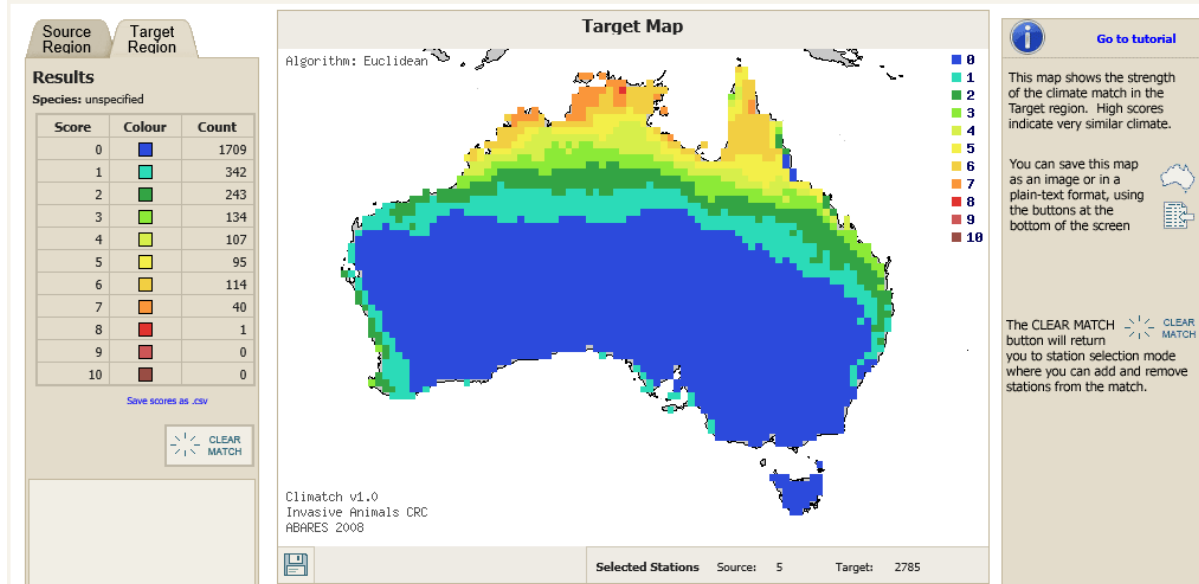 Source
Region
Target
Region
Results
Species: unspecified
Score Colour Count
0 1709
1 342
2 243
3 134
4 107
5 95
6 114
7 40
8 1
9 0
10 0
Save scores as .csv
CLEAR
MATCH
Target Map
Algorithm: Euclidean
0
1
2
3
4
5
6
7
8
9
10
Climatch v1.0
Invasive Animals CRC
ABARES 2008
Selected Stations Source: 5 Target: 2785
Go to tutorial
This map shows the strength
of the climate match in the
Target region. High scores
indicate very similar climate.
You can save this map
as an image or in a
plain-text format, using
the buttons at the
bottom of the screen
The CLEAR MATCH
button will return
you to station selection mode
where you can add and remove
stations from the match.
CLEAR
MATCH